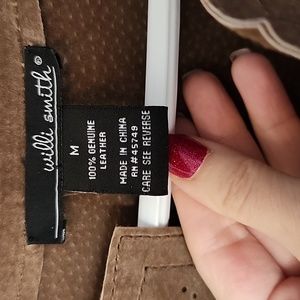 willi smith®
M
100% GENUINE
LEATHER
MADE IN CHINA
RN #45749
CARE SEE REVERSE